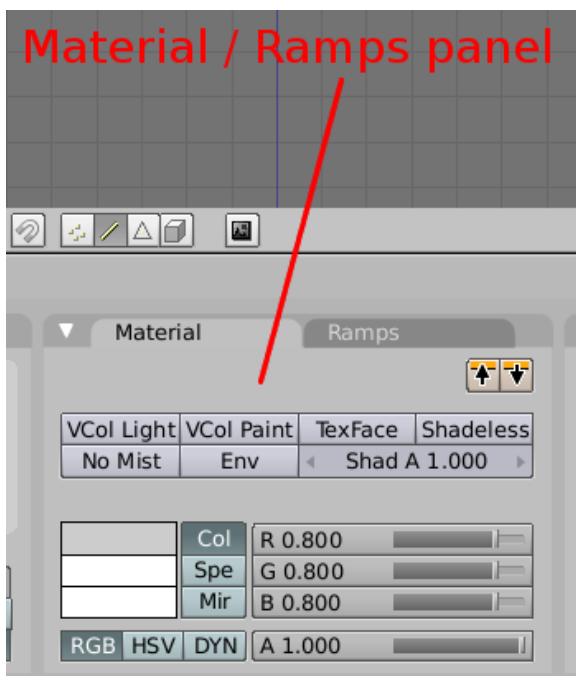 Material / Ramps panel
Material Ramps
VCol Light VCol Paint TexFace Shadeless
No Mist Env Shad A 1.000
Col R 0.800
Spe G 0.800
Mir B 0.800
RGB HSV DYN A 1.000